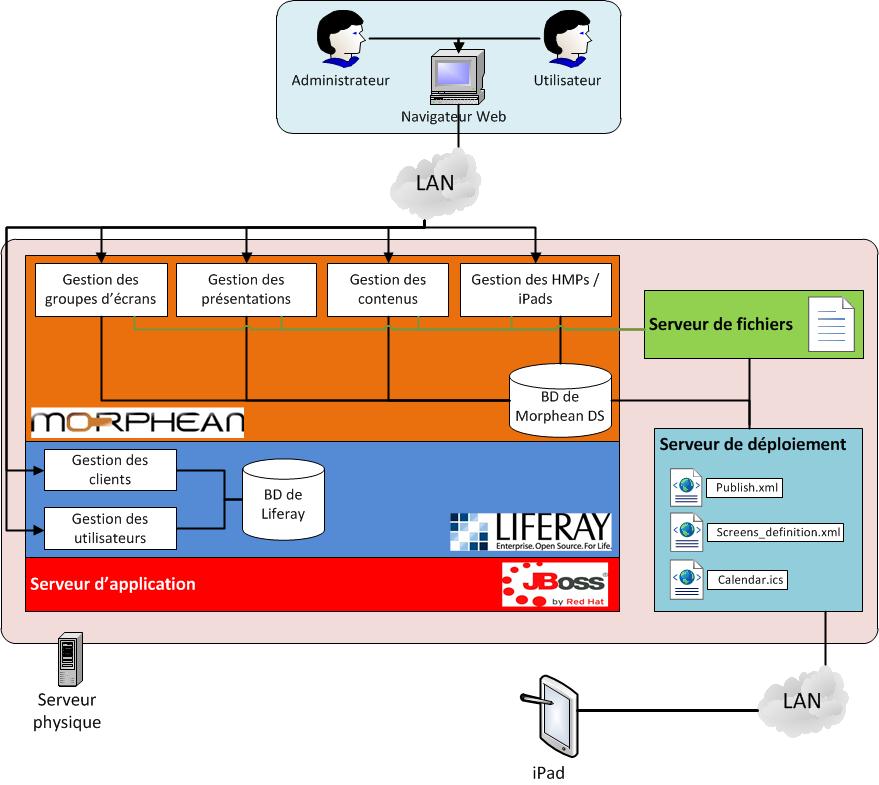 Administrateur
Utilisateur
Navigateur Web
LAN
Gestion des
groupes d'écrans
Gestion des
présentations
Gestion des
contenus
Gestion des HMPs /
iPads
Serveur de fichiers
BD de
Morphean DS
MORPHEAN
Serveur de déploiement
Publish.xml
Screens_definition.xml
Calendar.ics
Gestion des
clients
Gestion des
utilisateurs
BD de
Liferay
LIFERAY
Enterprise. Open Source. For Life.
Serveur d'application
JBoss
by Red Hat
Serveur
physique
LAN
iPad